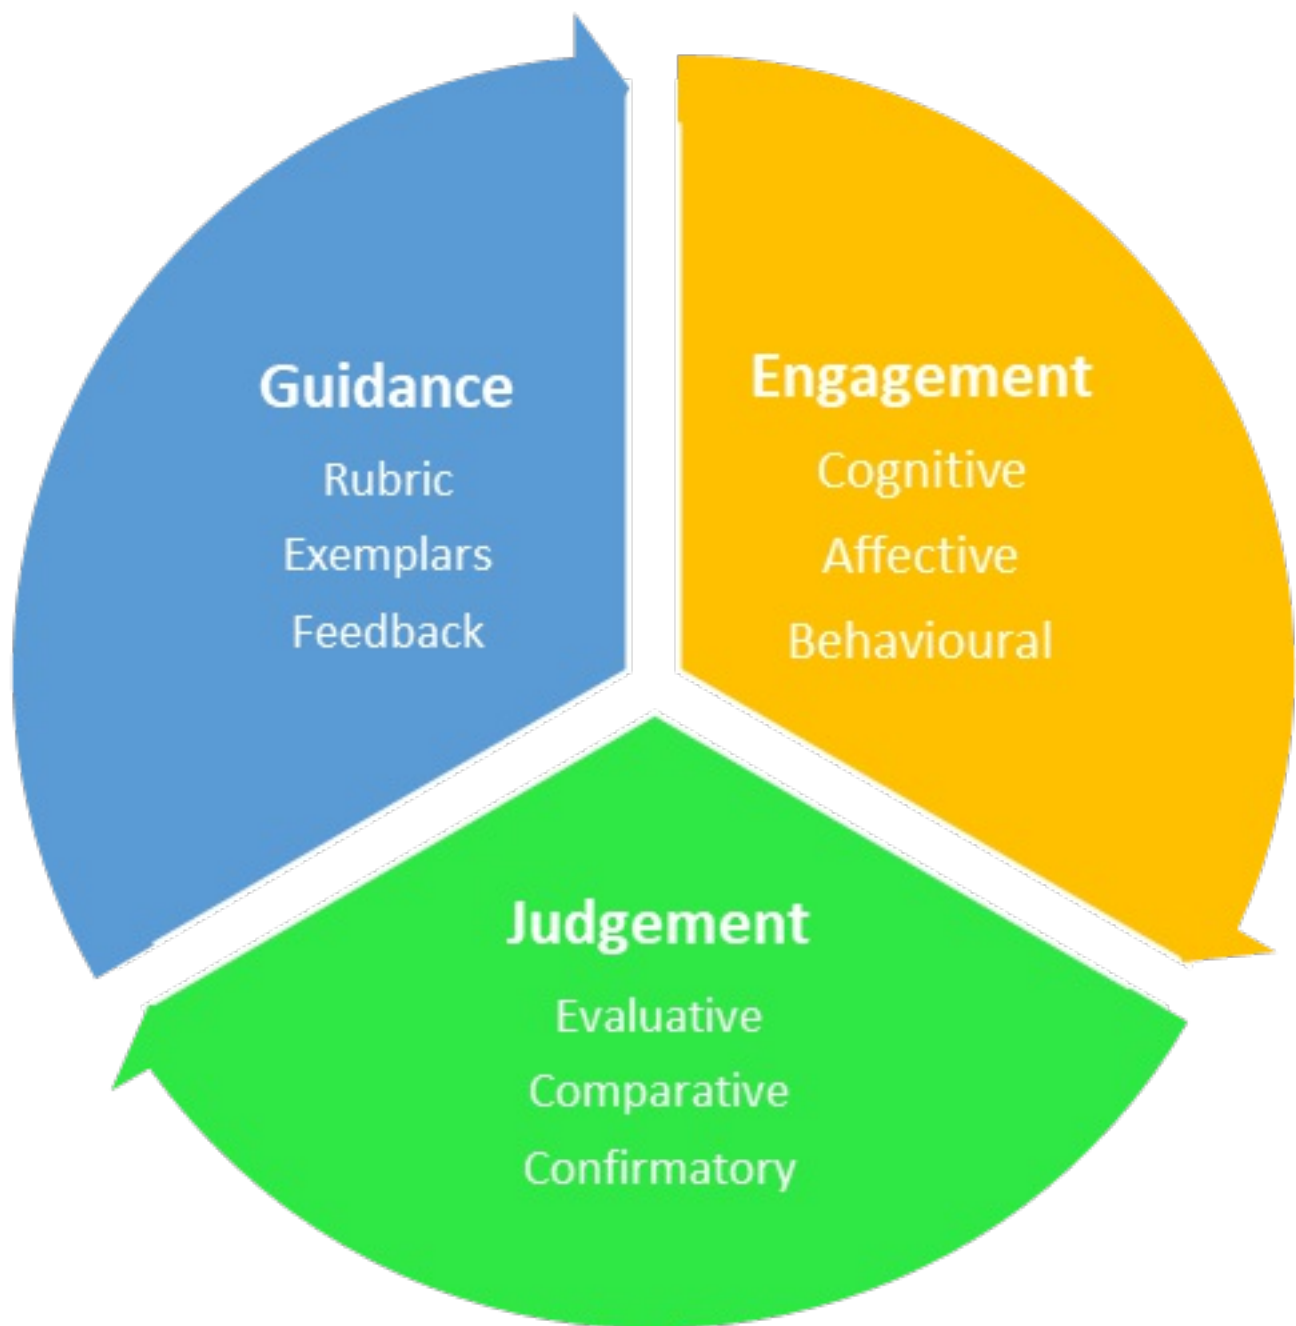 Guidance
Rubric
Exemplars
Feedback
Engagement
Cognitive
Affective
Behavioural
Judgement
Evaluative
Comparative
Confirmatory